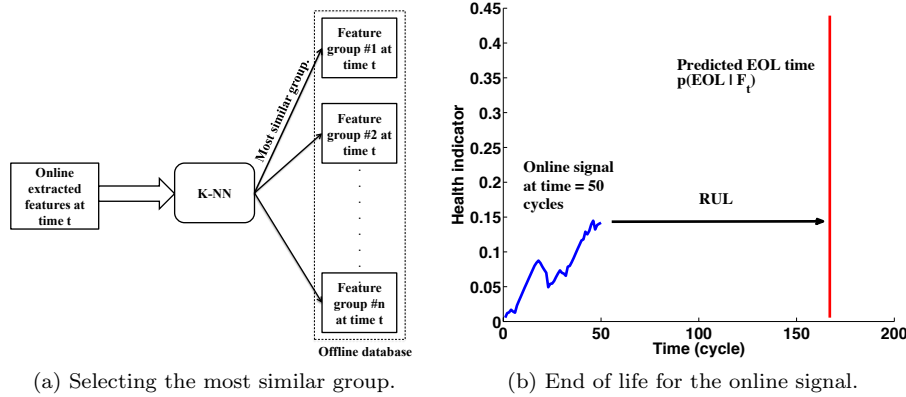 Online
extracted
features at
time t
K-NN
Most similar group.
Feature
group #1 at
time t
Feature
group #2 at
time t
Feature
group #n
at time t
Offline database
(a) Selecting the most similar group.
Health indicator
0.45
0.4
0.35
0.3
0.25
0.2
0.15
0.1
0.05
0
Predicted EOL time
p(EOL | F_t)
Online signal
at time = 50
cycles
RUL
0 50 100 150 200
Time (cycle)
(b) End of life for the online signal.